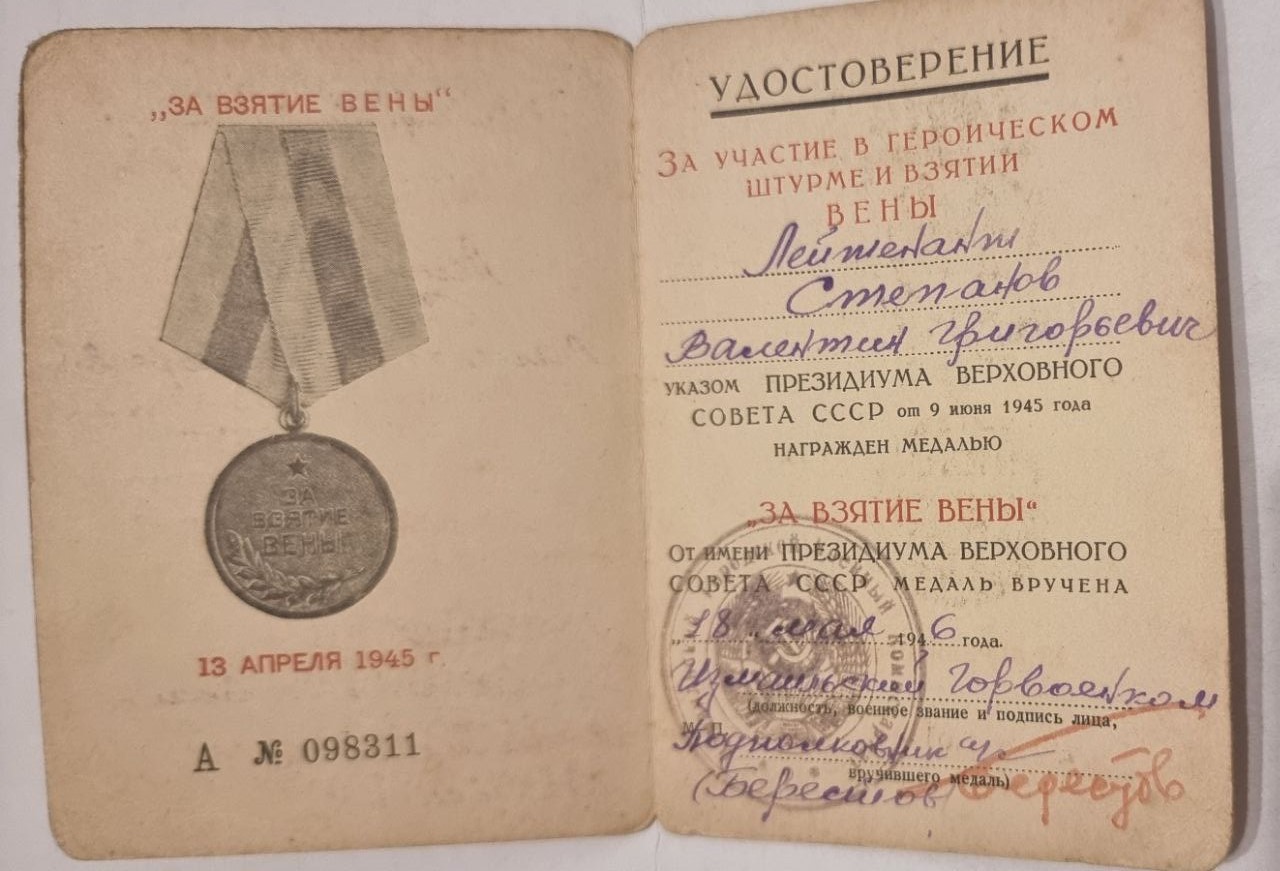 „ЗА ВЗЯТИЕ ВЕНЫ“
ЗА
ВЗЯТИЕ
ВЕНЫ
13 АПРЕЛЯ 1945 г.
А № 098311
УДОСТОВЕРЕНИЕ
ЗА УЧАСТИЕ В ГЕРОИЧЕСКОМ
ШТУРМЕ И ВЗЯТИИ
ВЕНЫ
Лейтенант
Степанов
Валентин Григорьевич
УКАЗОМ ПРЕЗИДИУМА ВЕРХОВНОГО
СОВЕТА СССР от 9 июня 1945 года
НАГРАЖДЕН МЕДАЛЬЮ
„ЗА ВЗЯТИЕ ВЕНЫ“
От имени ПРЕЗИДИУМА ВЕРХОВНОГО
СОВЕТА СССР МЕДАЛЬ ВРУЧЕНА
„18“ мая 1946 года.
Измаильский Горвоенком
(должность, военное звание и подпись лица,
М. П.
Подполковник
вручившего медаль)
(Берестов
Берестов